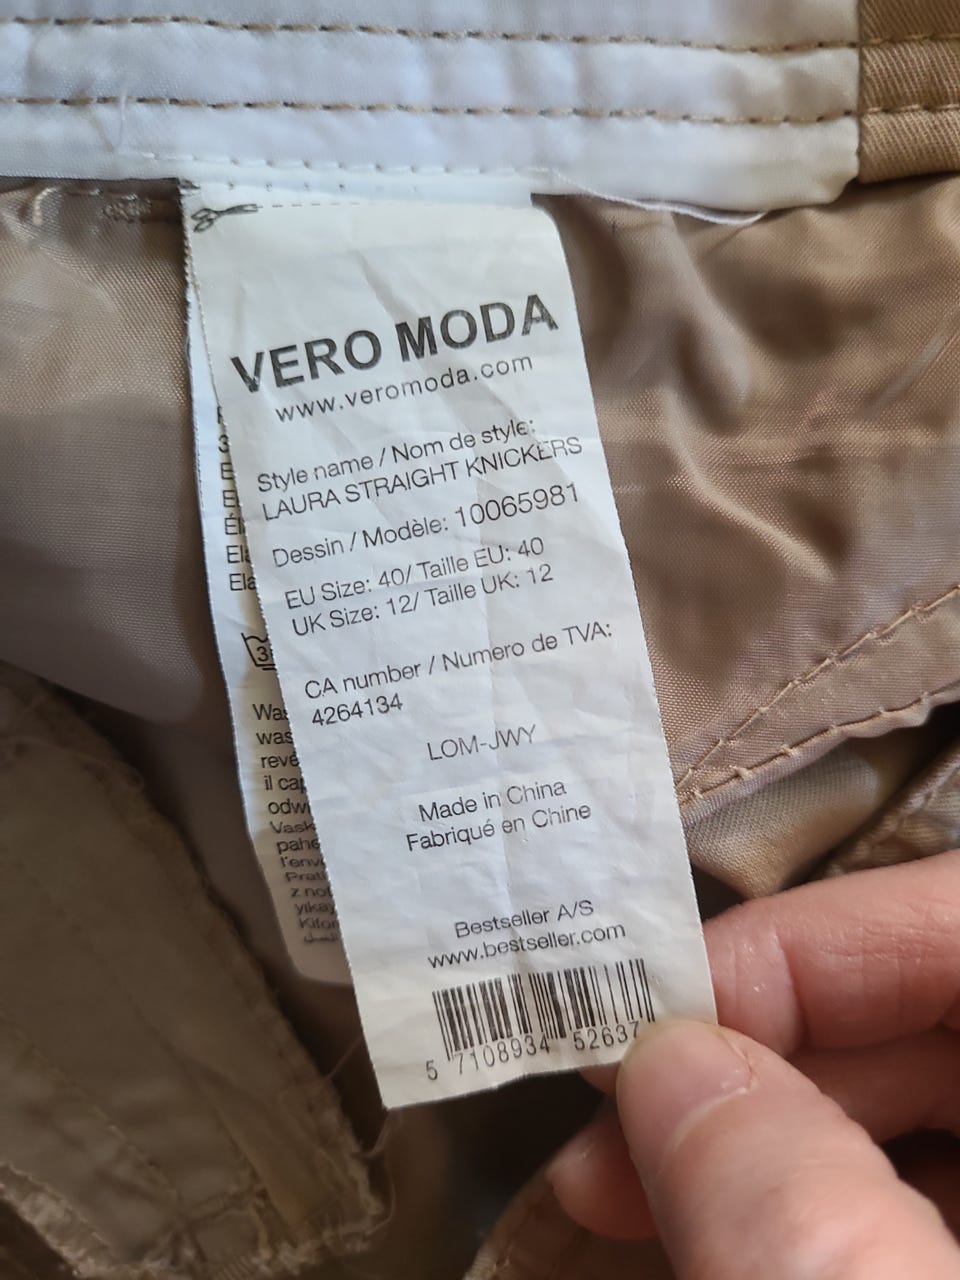 VERO MODA
www.veromoda.com
Style name / Nom de style:
LAURA STRAIGHT KNICKERS
Dessin / Modèle: 10065981
EU Size: 40/ Taille EU: 40
UK Size: 12/ Taille UK: 12
CA number / Numero de TVA:
4264134
LOM-JWY
Made in China
Fabriqué en Chine
Bestseller A/S
www.bestseller.com
5 7108934 52637